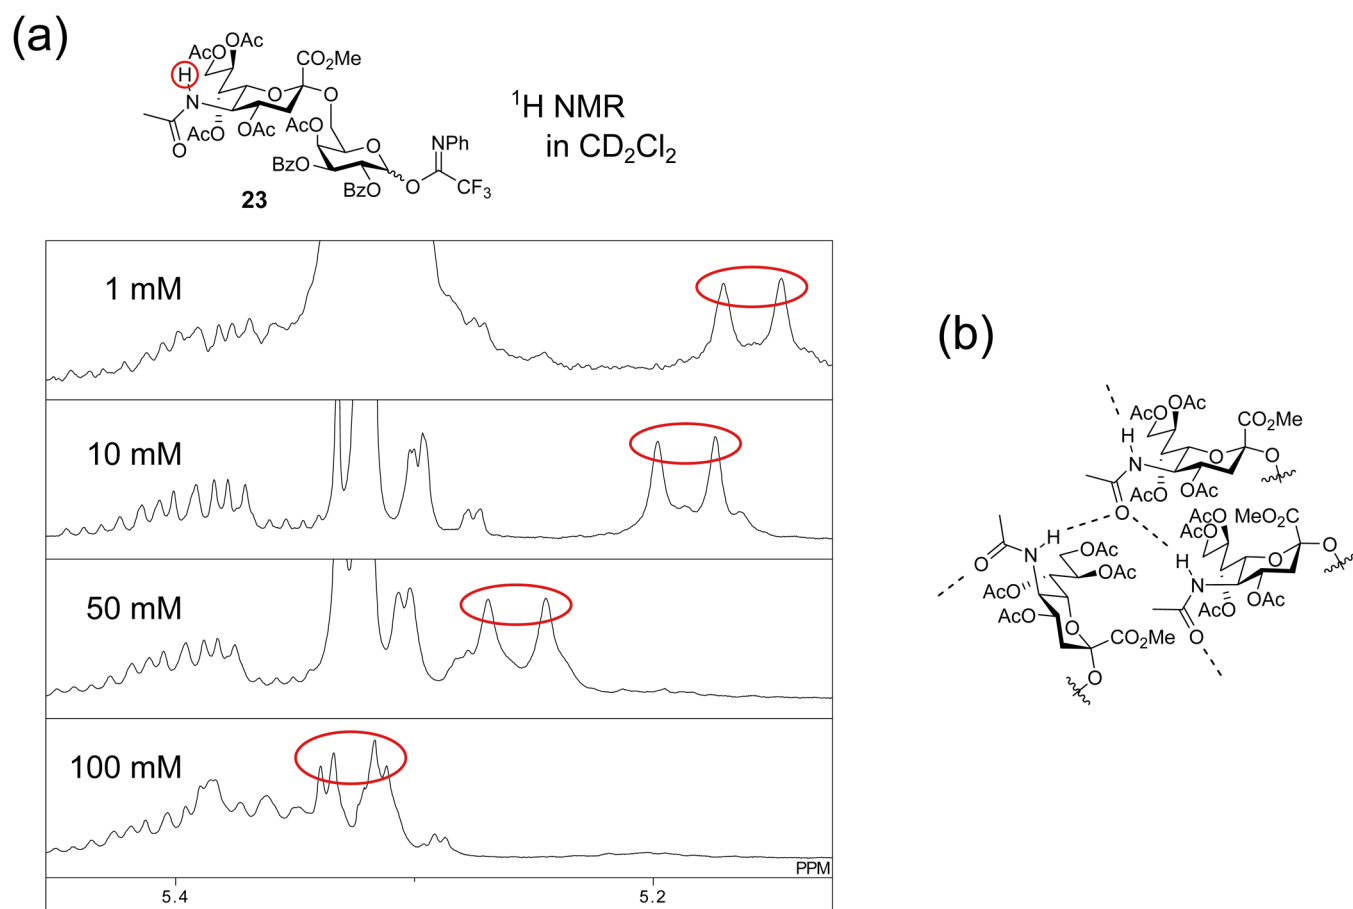 (a)
AcO
OAc
CO₂Me
H
N
O
O
AcO
OAc
AcO
O
O
NPh
BzO
BzO
O
CF₃
23
¹H NMR
in CD₂Cl₂
1 mM
10 mM
50 mM
100 mM
PPM
5.4
5.2
(b)
AcO
OAc
CO₂Me
H
N
O
O
AcO
OAc
O
H
N
O
OAc
OAc
AcO
AcO
O
CO₂Me
O
AcO
OAc
MeO₂C
H
N
O
O
AcO
OAc
O